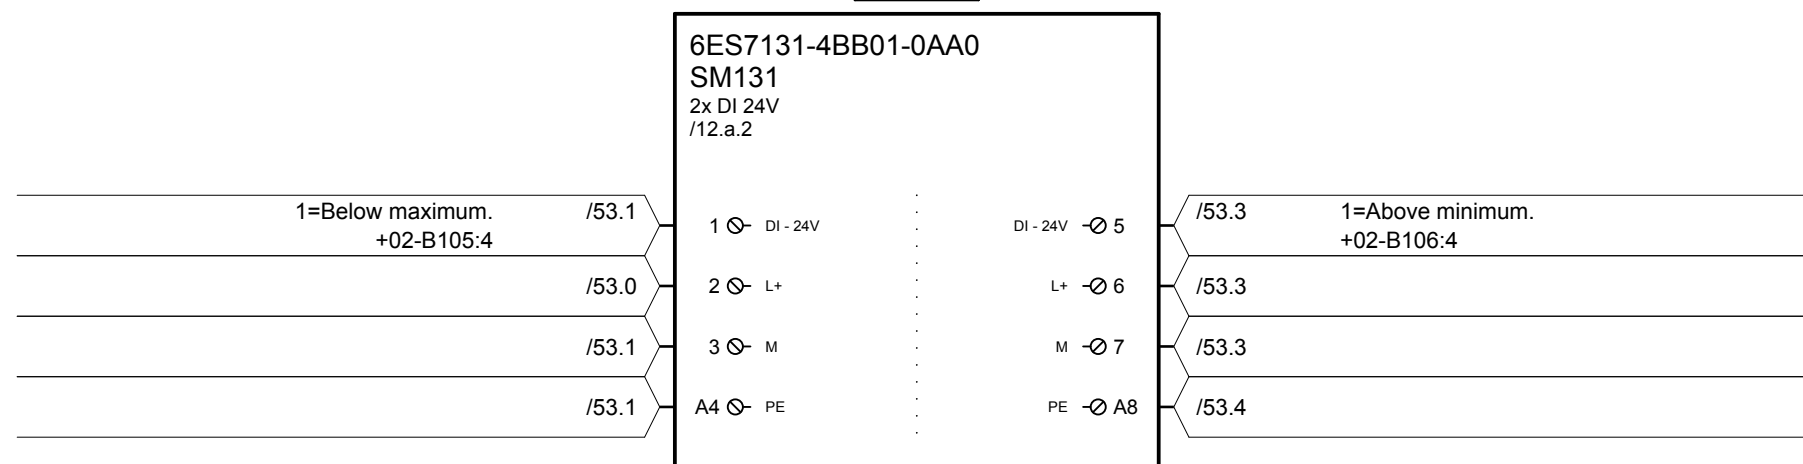 6ES7131-4BB01-0AA0
SM131
2x DI 24V
/12.a.2
1=Below maximum. /53.1 1 DI - 24V DI - 24V 5 /53.3 1=Above minimum.
+02-B105:4 +02-B106:4
/53.0 2 L+ L+ 6 /53.3
/53.1 3 M M 7 /53.3
/53.1 A4 PE PE A8 /53.4